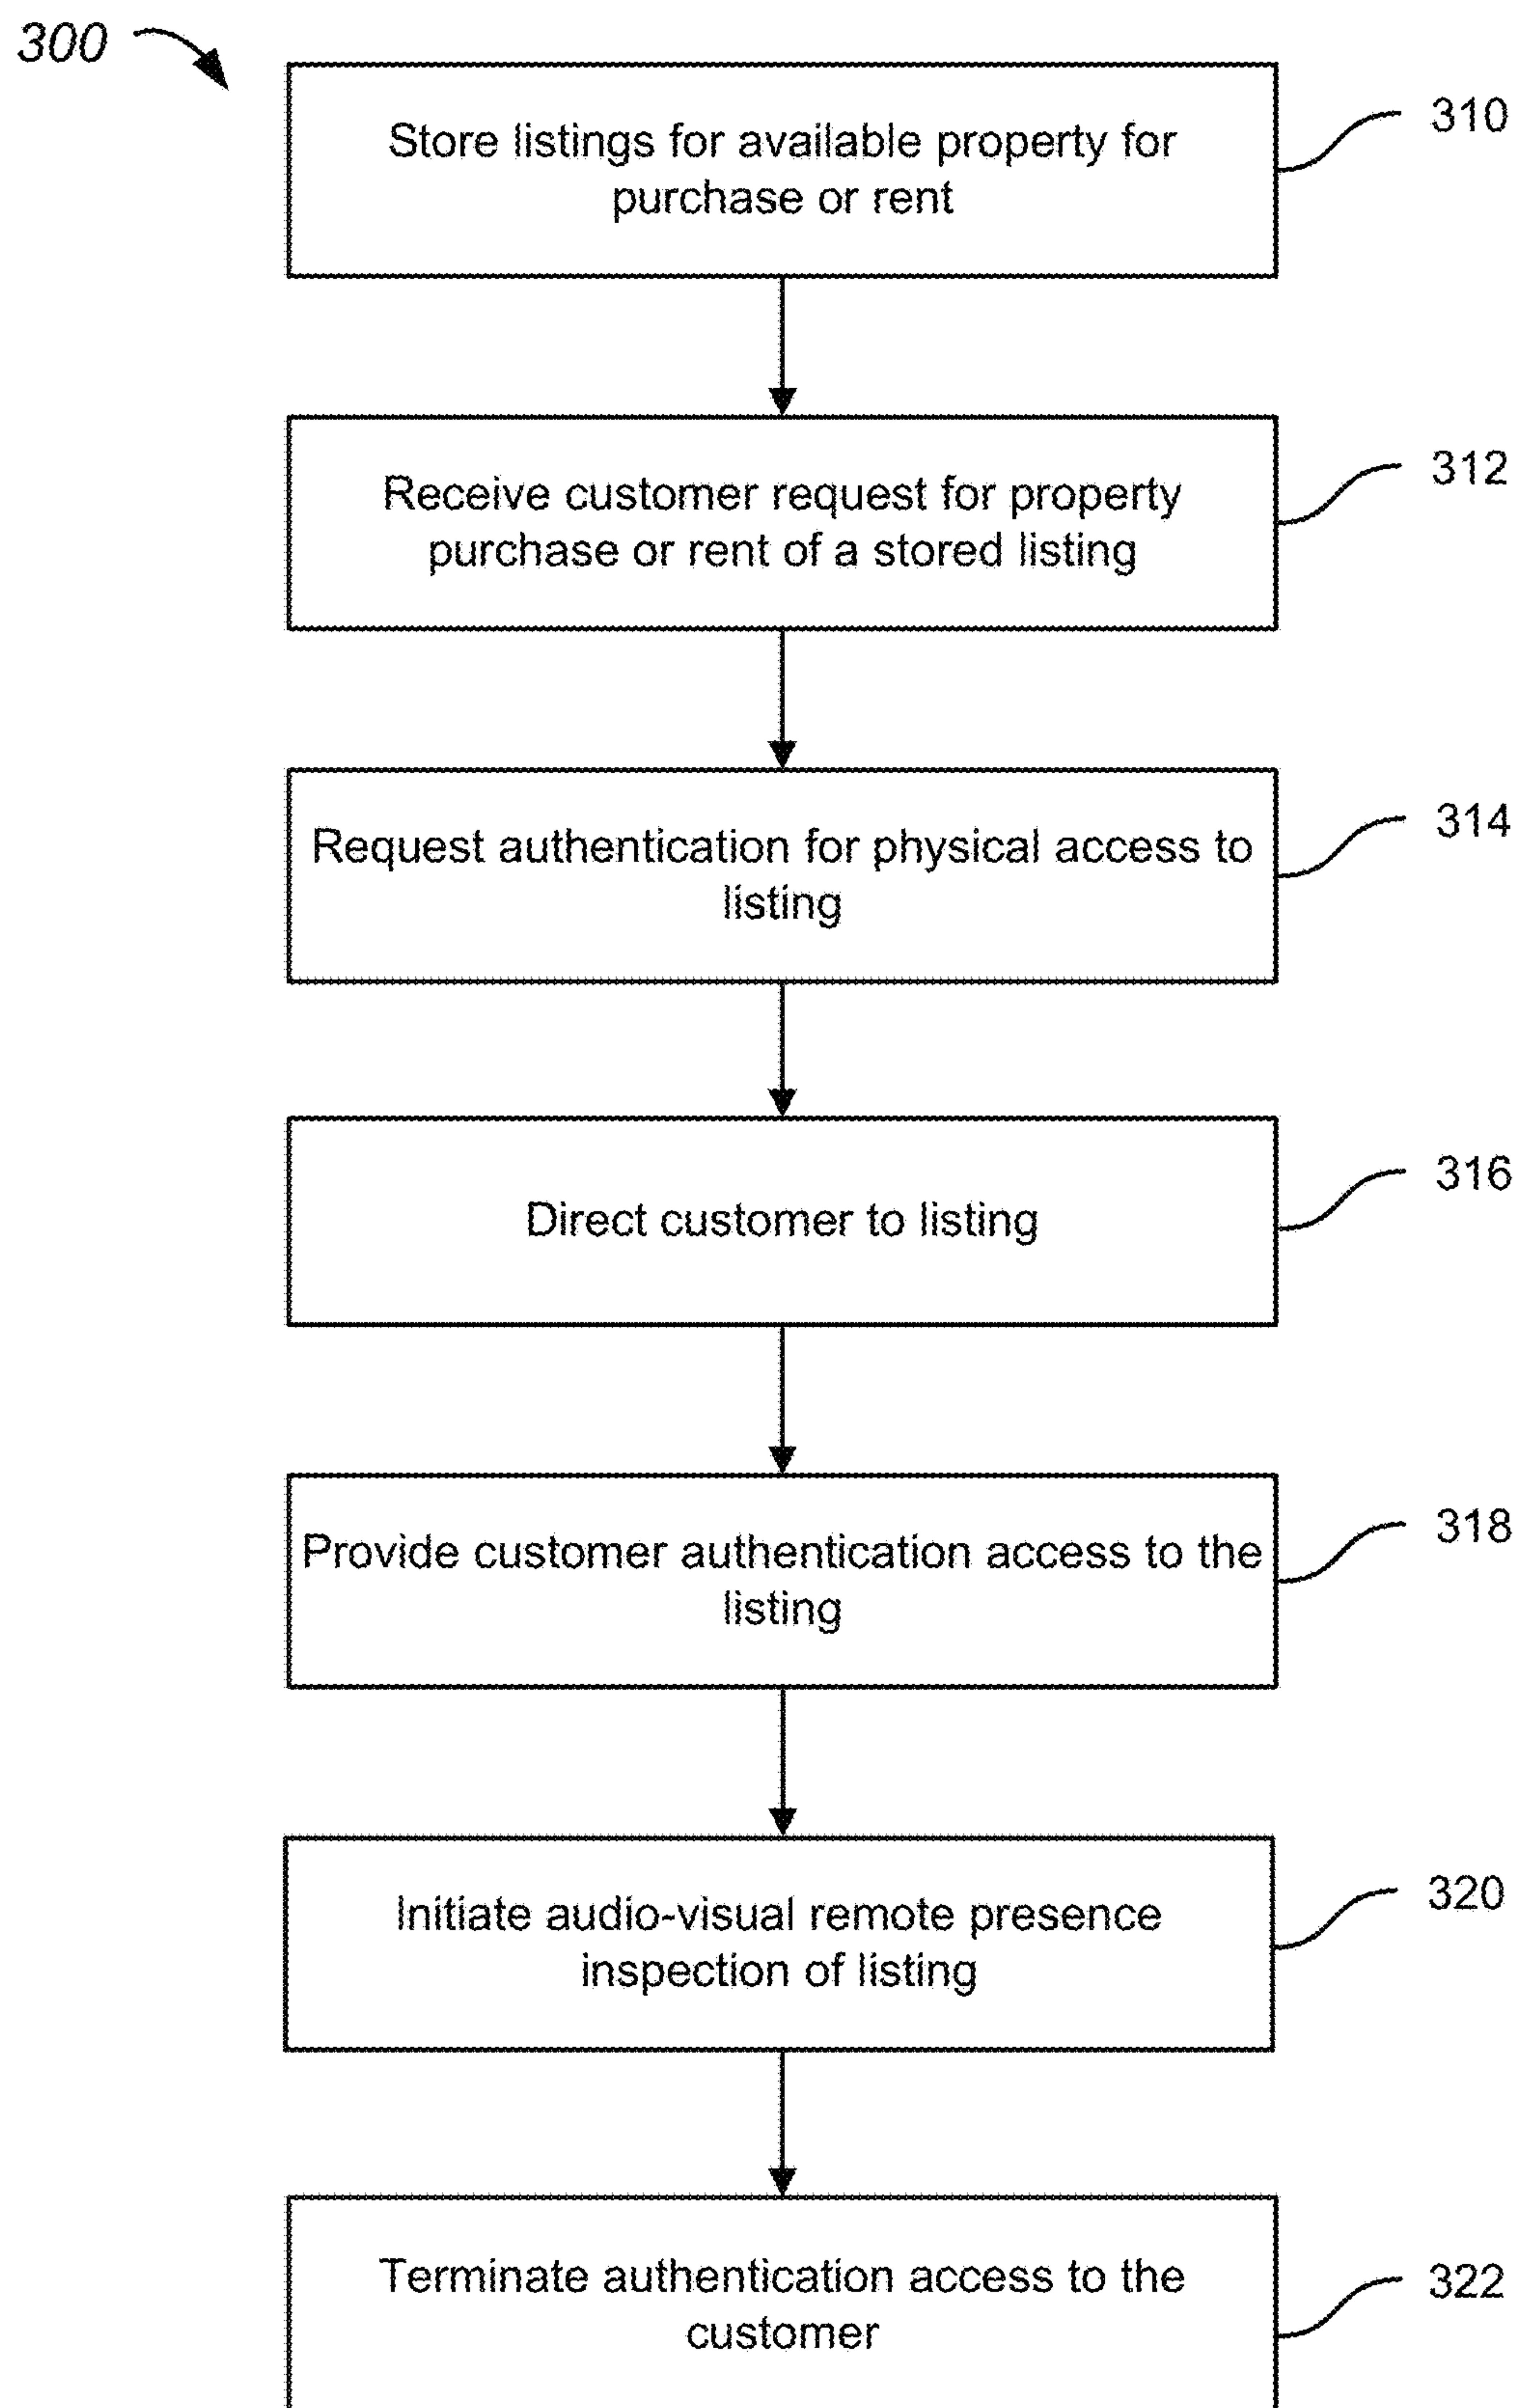 300
Store listings for available property for
purchase or rent
310
Receive customer request for property
purchase or rent of a stored listing
312
Request authentication for physical access to
listing
314
Direct customer to listing
316
Provide customer authentication access to the
listing
318
Initiate audio-visual remote presence
inspection of listing
320
Terminate authentication access to the
customer
322